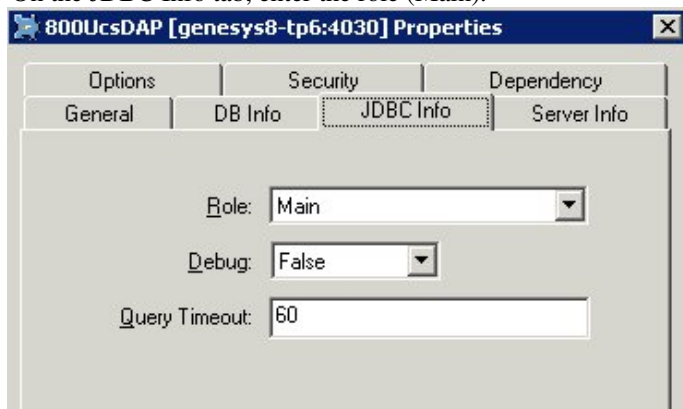 On the JDBC Info tab, enter the role (Main).
800UcsDAP [genesys8-tp6:4030] Properties
Options Security Dependency
General DB Info JDBC Info Server Info
Role: Main
Debug: False
Query Timeout: 60